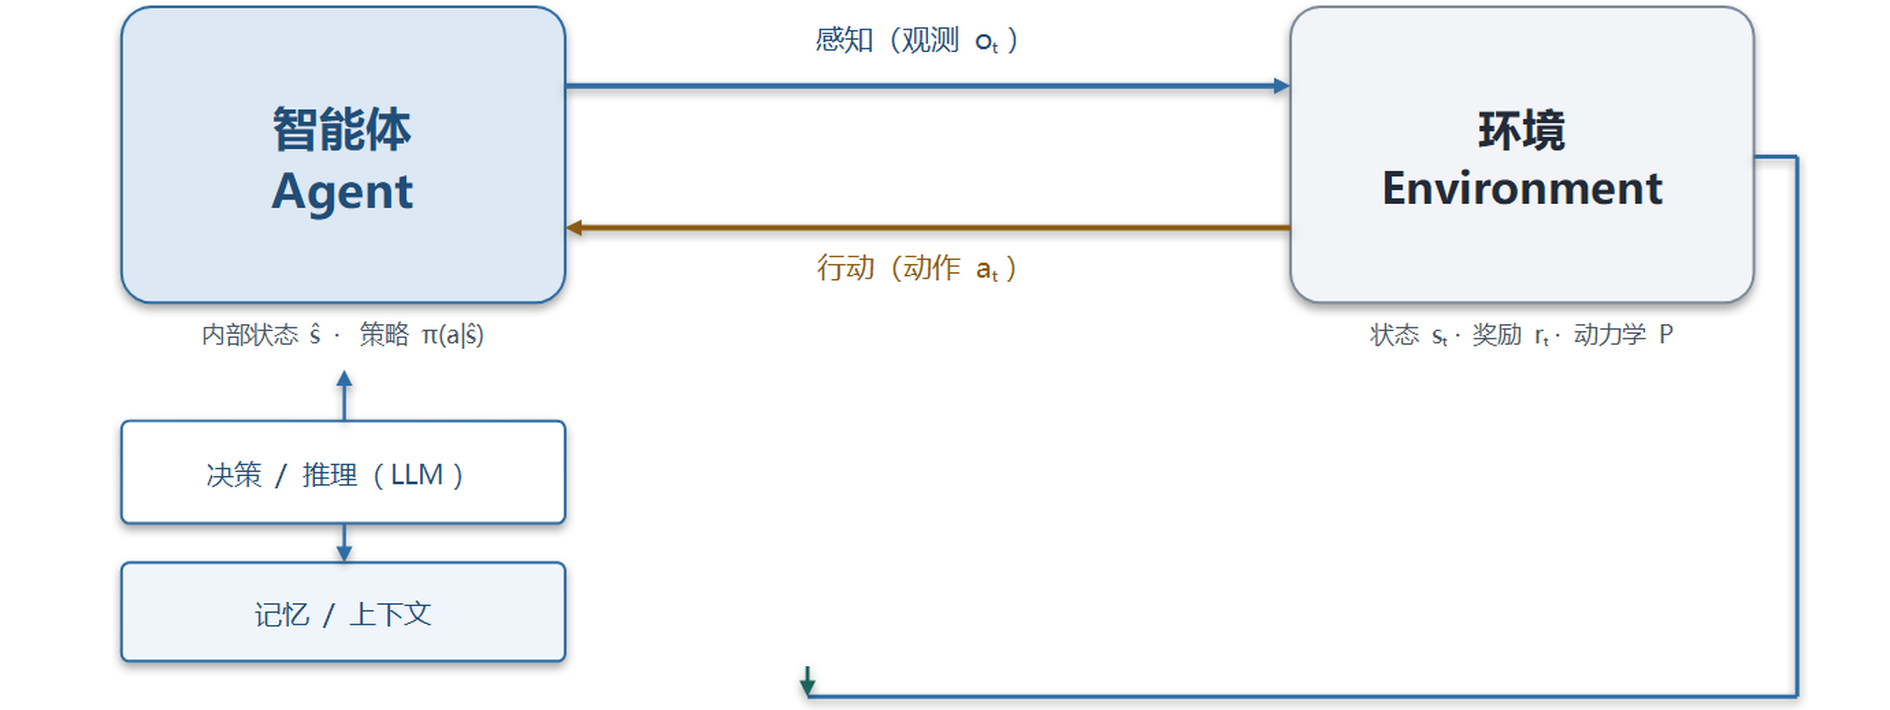 感知（观测 oₜ ）
智能体
Agent
环境
Environment
行动（动作 aₜ ）
内部状态 ŝ · 策略 π(a|ŝ)
状态 sₜ · 奖励 rₜ · 动力学 P
决策 / 推理（LLM ）
记忆 / 上下文